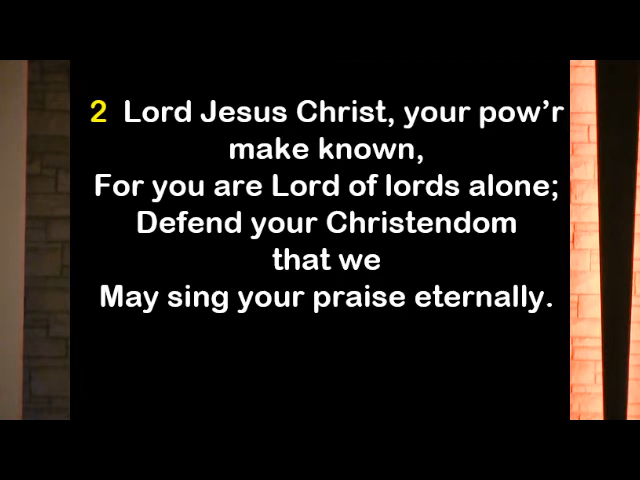 2 Lord Jesus Christ, your pow’r
make known,
For you are Lord of lords alone;
Defend your Christendom
that we
May sing your praise eternally.